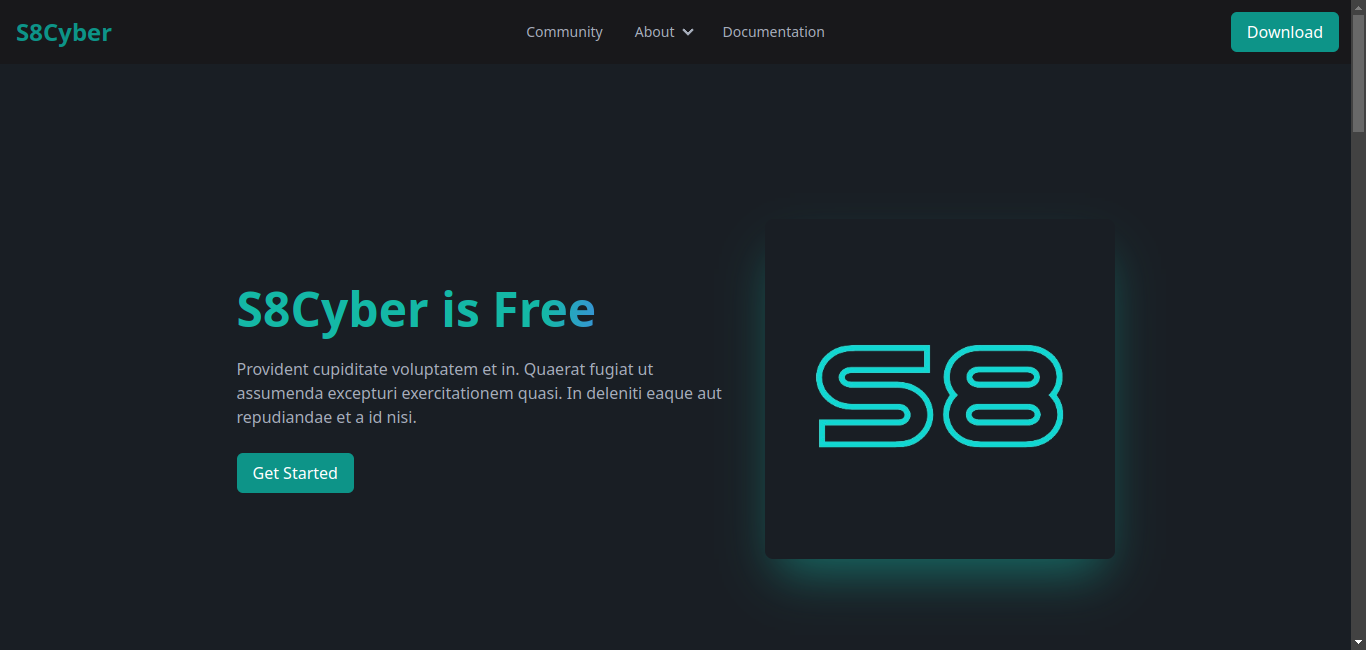 S8Cyber
Community
About
Documentation
Download
S8Cyber is Free
Provident cupiditate voluptatem et in. Quaerat fugiat ut
assumenda excepturi exercitationem quasi. In deleniti eaque aut
repudiandae et a id nisi.
Get Started
S8